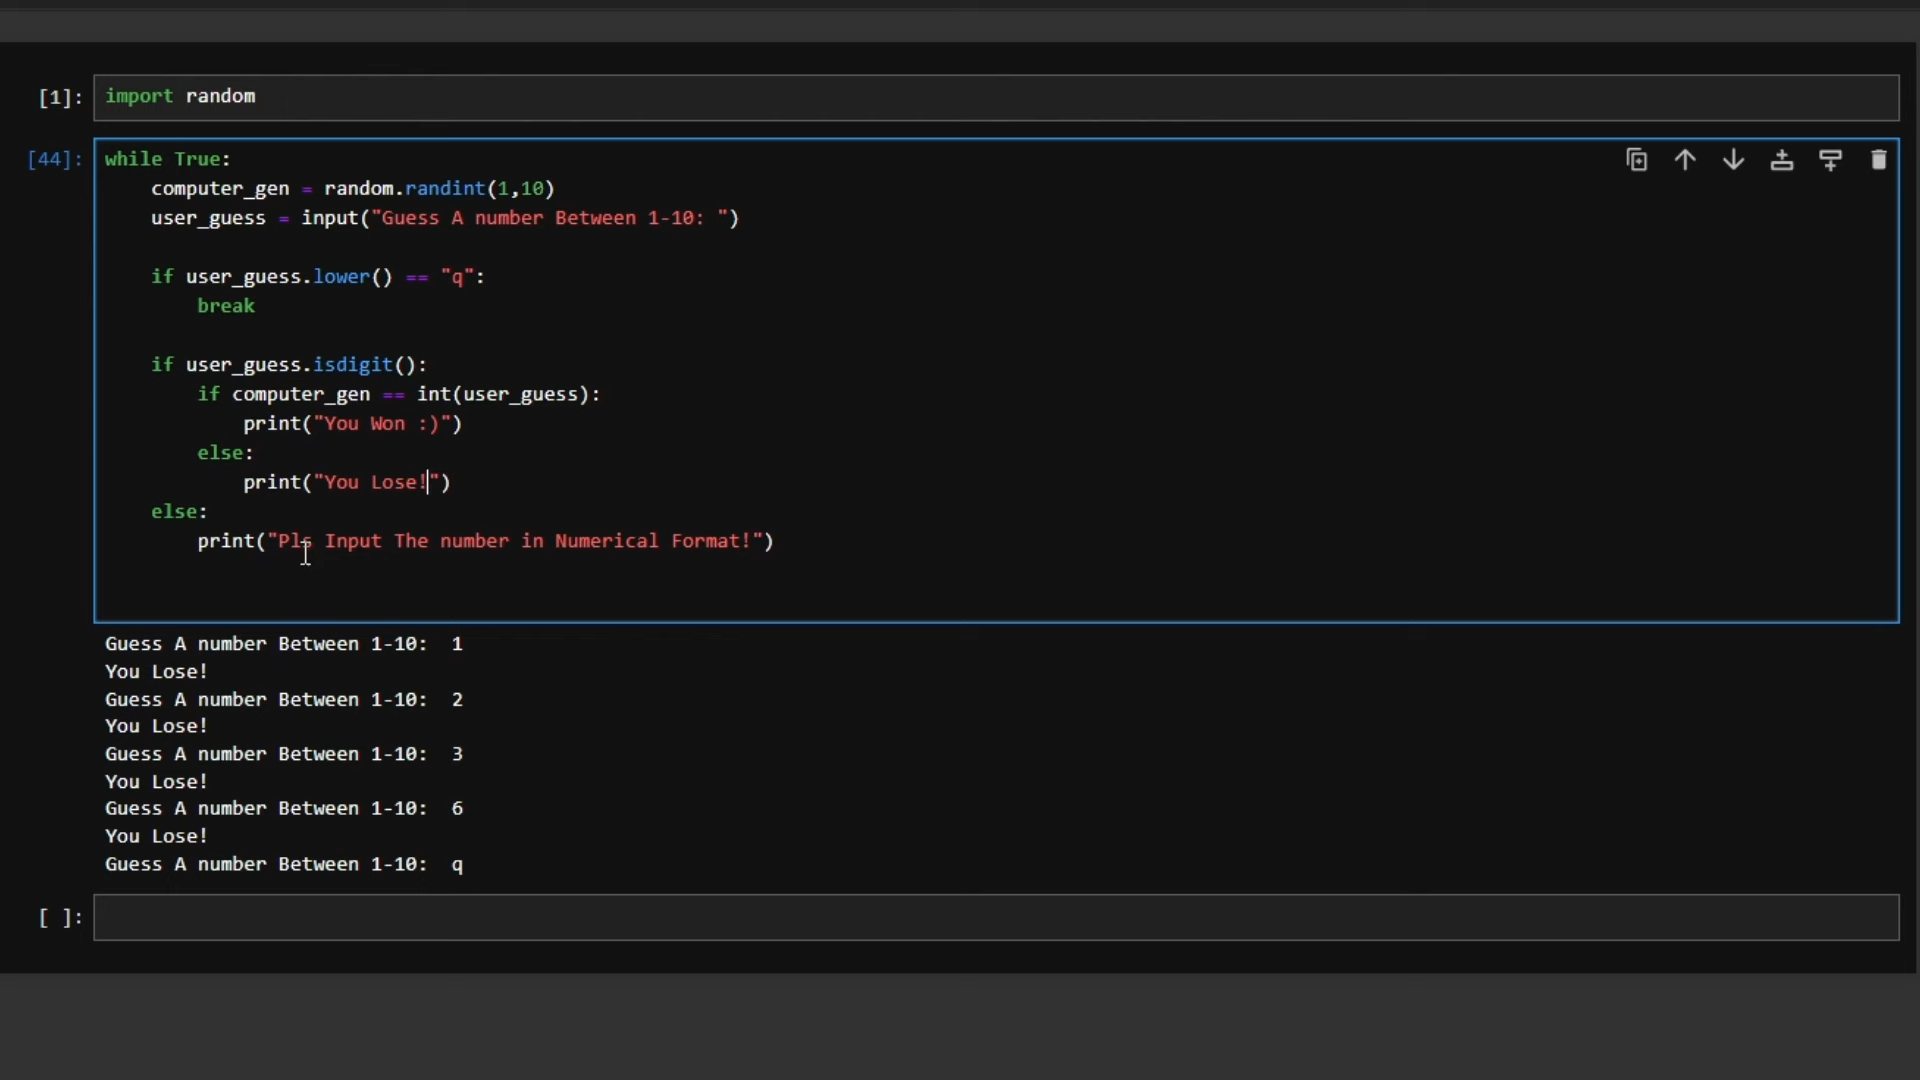 [1]: import random
[44]: while True:
    computer_gen = random.randint(1,10)
    user_guess = input("Guess A number Between 1-10: ")
    if user_guess.lower() == "q":
        break
    if user_guess.isdigit():
        if computer_gen == int(user_guess):
            print("You Won :)")
        else:
            print("You Lose!")
    else:
        print("Pls Input The number in Numerical Format!")
Guess A number Between 1-10:  1
You Lose!
Guess A number Between 1-10:  2
You Lose!
Guess A number Between 1-10:  3
You Lose!
Guess A number Between 1-10:  6
You Lose!
Guess A number Between 1-10:  q
[ ]: